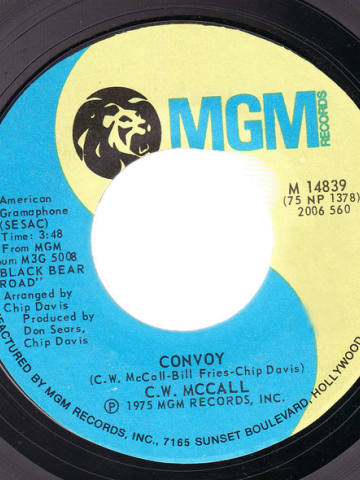 MGM
RECORDS
M 14839
(75 NP 1378)
2006 560
American
Gramaphone
(SESAC)
Time: 3:48
From MGM
M3G 5008
BLACK BEAR
ROAD"
Arranged by
Chip Davis
Produced by
Don Sears,
Chip Davis
CONVOY
(C.W. McCall-Bill Fries-Chip Davis)
C.W. MCCALL
Ⓟ 1975 MGM RECORDS, INC.
BY MGM RECORDS, INC., 7165 SUNSET BOULEVARD, HOLLYWOOD